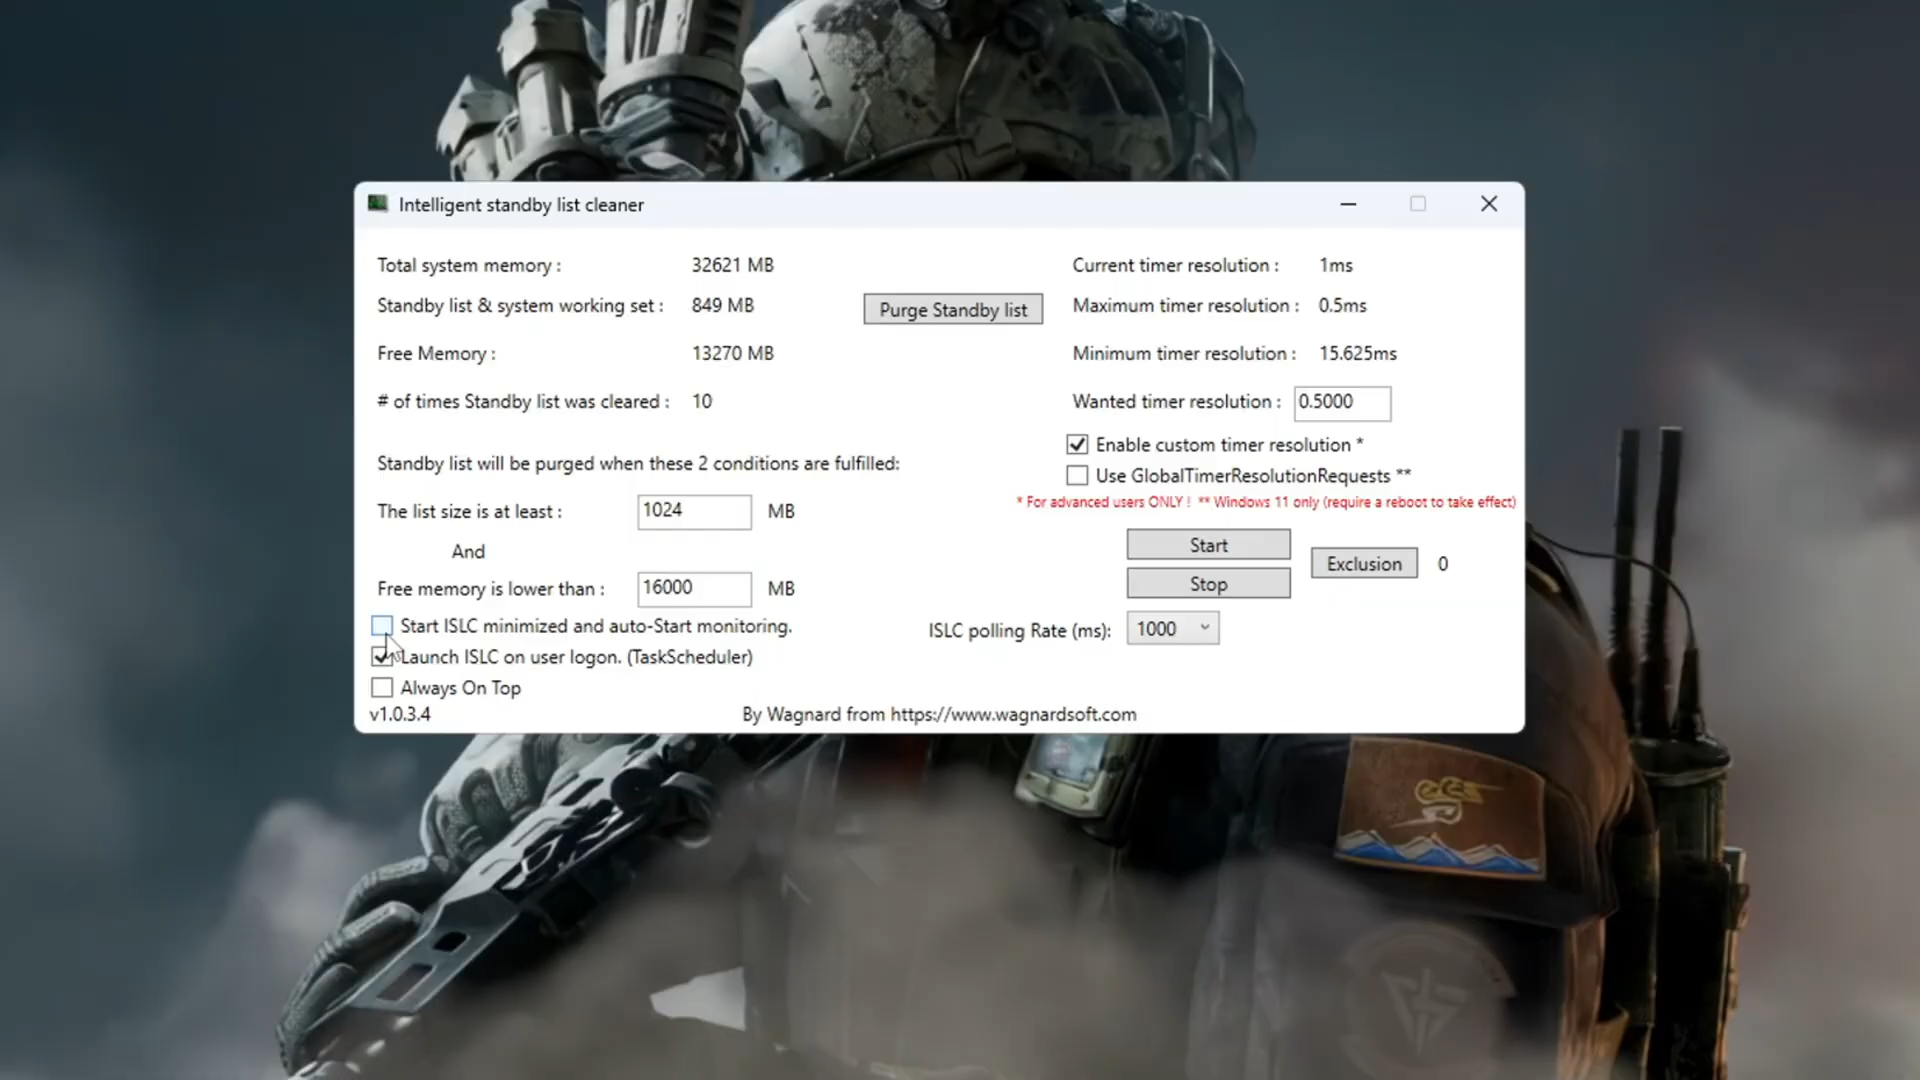 Intelligent standby list cleaner
Total system memory : 32621 MB
Standby list & system working set : 849 MB
Purge Standby list
Free Memory : 13270 MB
# of times Standby list was cleared : 10
Standby list will be purged when these 2 conditions are fulfilled:
The list size is at least : 1024 MB
And
Free memory is lower than : 16000 MB
Start ISLC minimized and auto-Start monitoring.
Launch ISLC on user logon. (TaskScheduler)
Always On Top
v1.0.3.4
Current timer resolution : 1ms
Maximum timer resolution : 0.5ms
Minimum timer resolution : 15.625ms
Wanted timer resolution : 0.5000
Enable custom timer resolution *
Use GlobalTimerResolutionRequests **
* For advanced users ONLY ! ** Windows 11 only (require a reboot to take effect)
Start
Stop
Exclusion 0
ISLC polling Rate (ms): 1000
By Wagnard from https://www.wagnardsoft.com